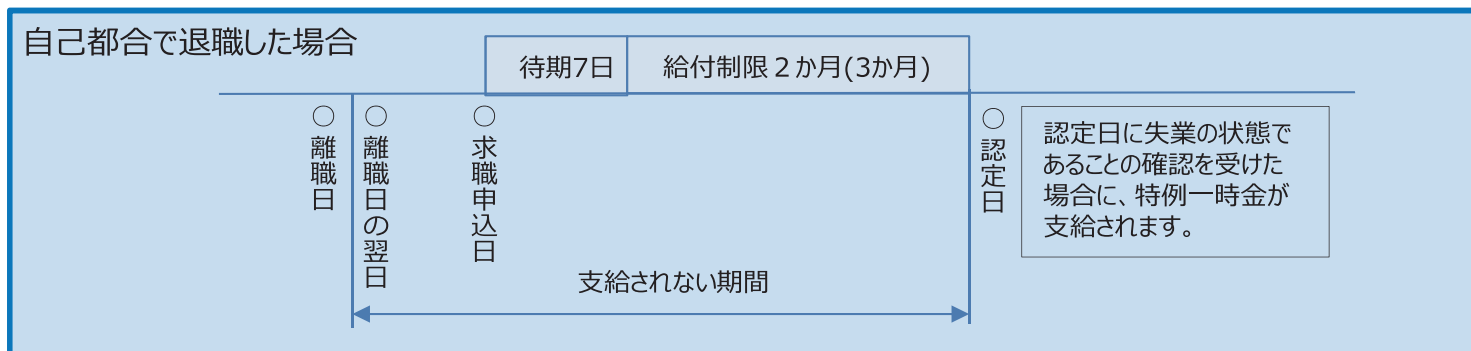 自己都合で退職した場合
待期7日
給付制限２か月(3か月)
○離職日
○離職日の翌日
○求職申込日
○認定日
認定日に失業の状態で
あることの確認を受けた
場合に、特例一時金が
支給されます。
支給されない期間